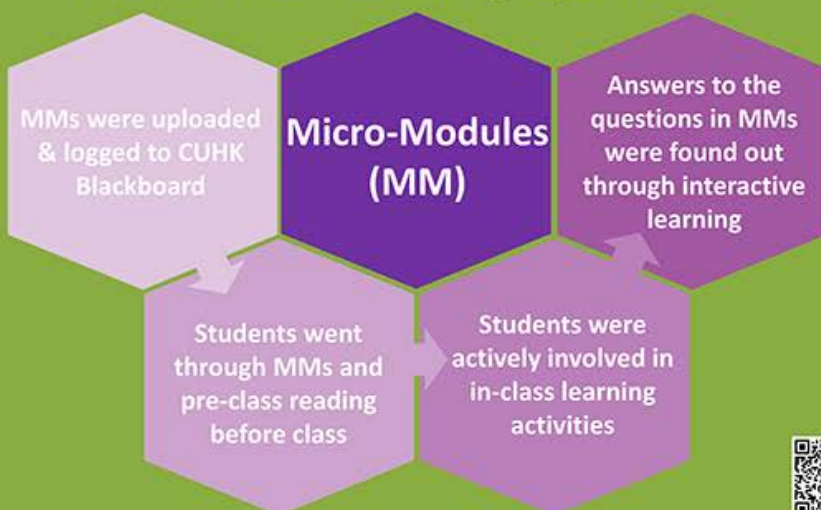 Micro-Modules
(MM)
MMs were uploaded
& logged to CUHK
Blackboard
Students went
through MMs and
pre-class reading
before class
Students were
actively involved in
in-class learning
activities
Answers to the
questions in MMs
were found out
through interactive
learning